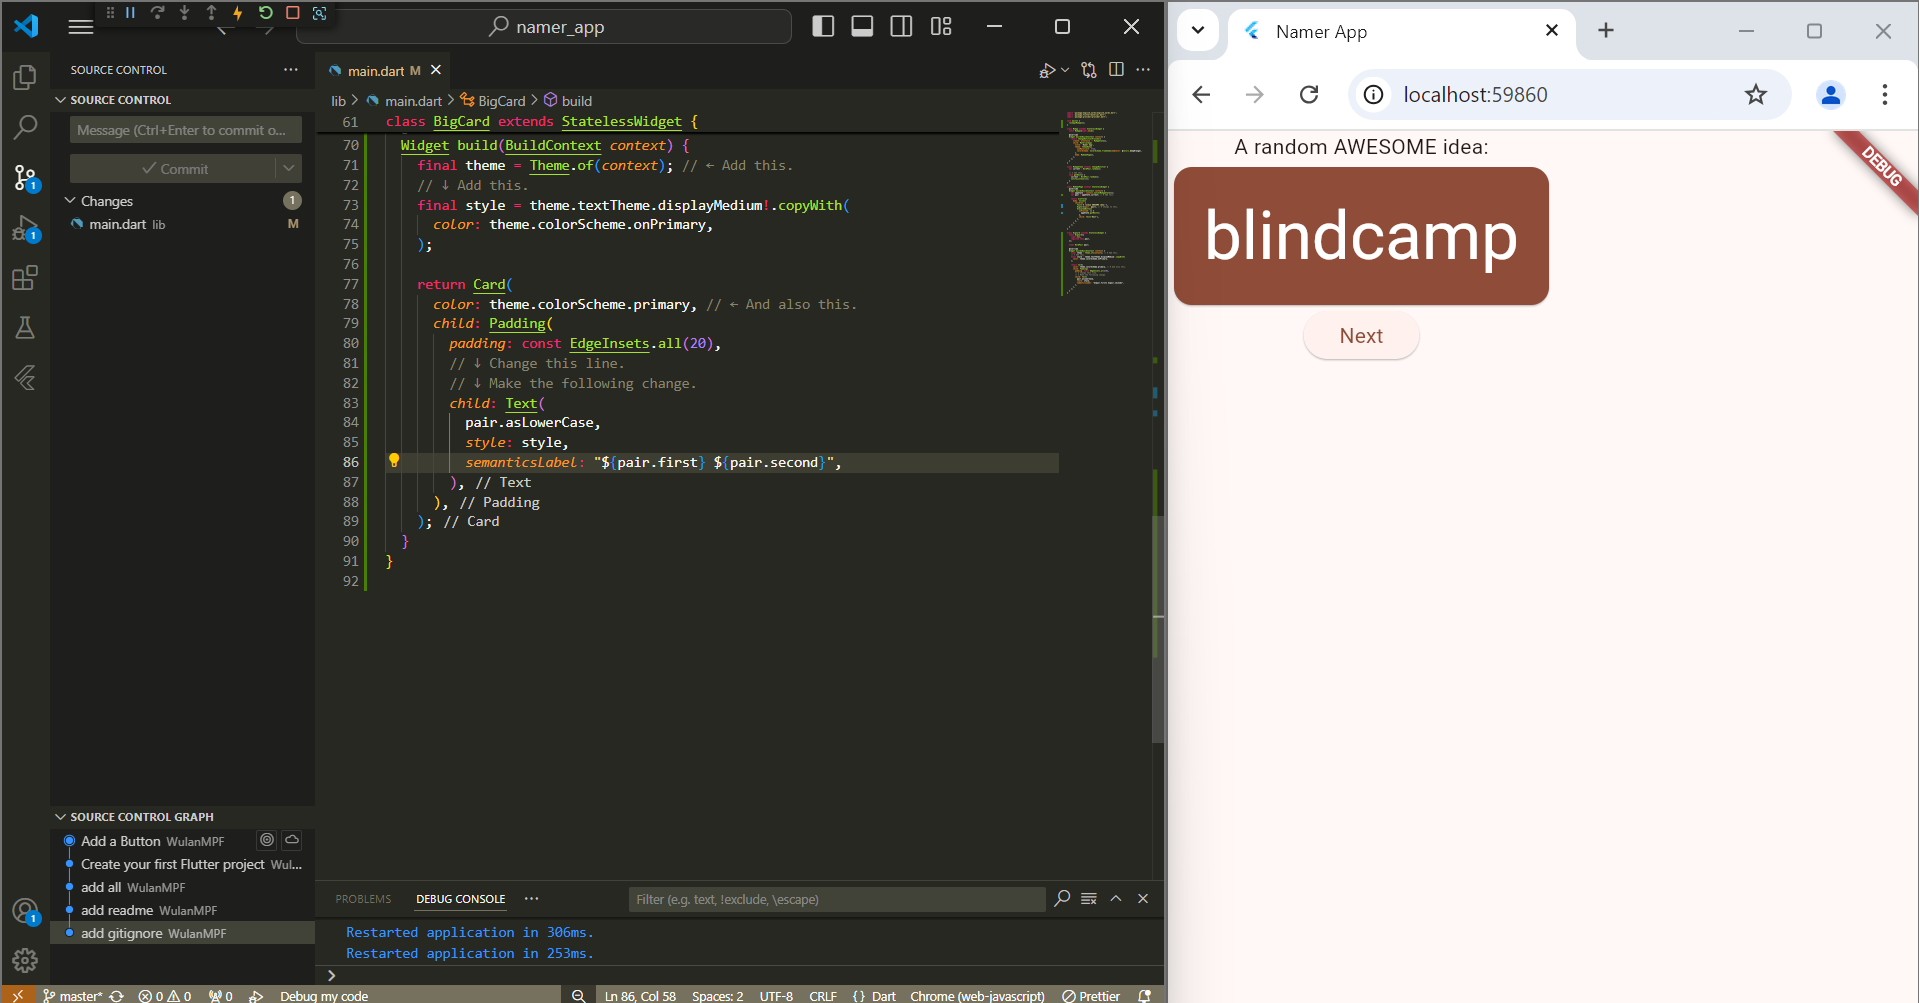 namer_app
SOURCE CONTROL
SOURCE CONTROL
Message (Ctrl+Enter to commit o...
Commit
Changes 1
main.dart lib M
1
1
SOURCE CONTROL GRAPH
Add a Button WulanMPF
Create your first Flutter project Wul...
add all WulanMPF
add readme WulanMPF
add gitignore WulanMPF
1
main.dart M
lib > main.dart > BigCard > build
61 class BigCard extends StatelessWidget {
70 Widget build(BuildContext context) {
71 final theme = Theme.of(context); // ← Add this.
72 // ↓ Add this.
73 final style = theme.textTheme.displayMedium!.copyWith(
74 color: theme.colorScheme.onPrimary,
75 );
76
77 return Card(
78 color: theme.colorScheme.primary, // ← And also this.
79 child: Padding(
80 padding: const EdgeInsets.all(20),
81 // ↓ Change this line.
82 // ↓ Make the following change.
83 child: Text(
84 pair.asLowerCase,
85 style: style,
86 semanticsLabel: "${pair.first} ${pair.second}",
87 ), // Text
88 ), // Padding
89 ); // Card
90 }
91 }
92
PROBLEMS DEBUG CONSOLE ...
Filter (e.g. text, !exclude, \escape)
Restarted application in 306ms.
Restarted application in 253ms.
>
master* 0 0 0 Debug my code Ln 86, Col 58 Spaces: 2 UTF-8 CRLF {} Dart Chrome (web-javascript) Prettier
Namer App
localhost:59860
A random AWESOME idea:
DEBUG
blindcamp
Next